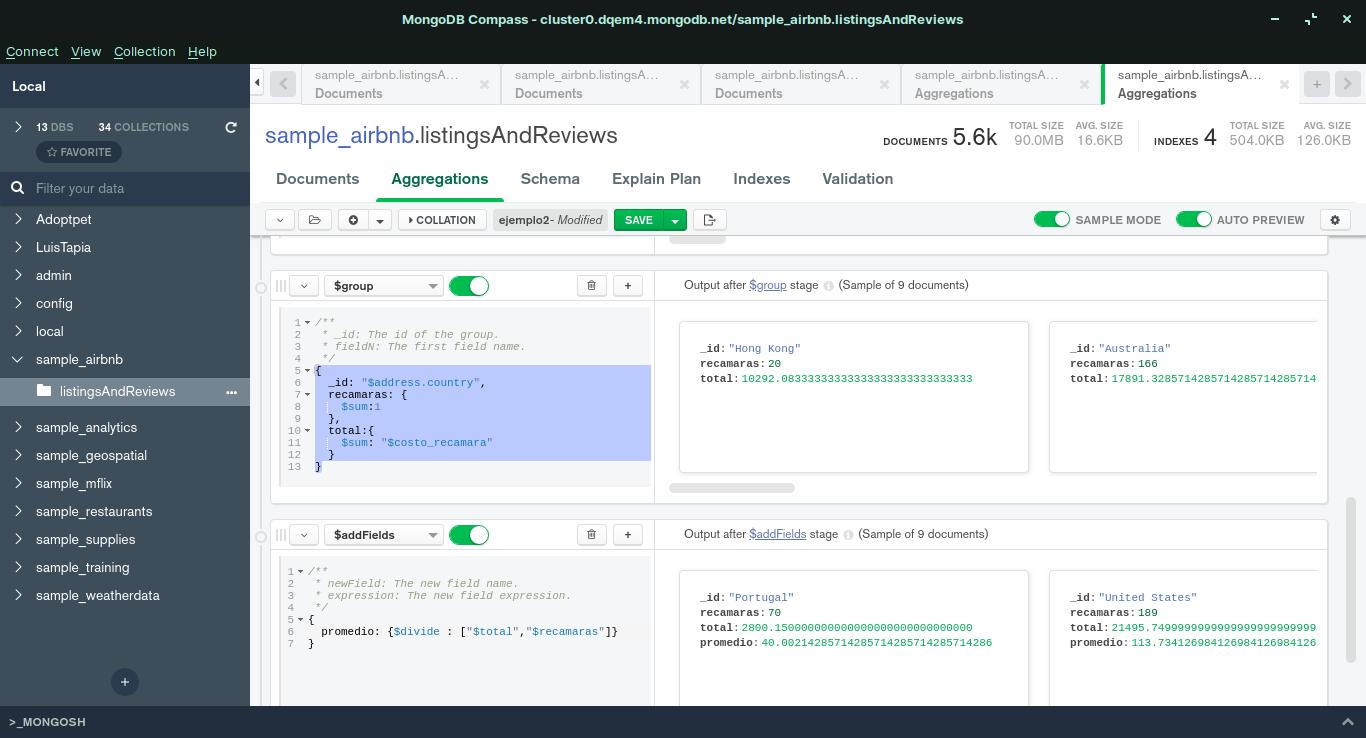 MongoDB Compass - cluster0.dqem4.mongodb.net/sample_airbnb.listingsAndReviews
Connect View Collection Help
Local
13 DBS 34 COLLECTIONS
FAVORITE
Filter your data
Adoptpet
LuisTapia
admin
config
local
sample_airbnb
listingsAndReviews
sample_analytics
sample_geospatial
sample_mflix
sample_restaurants
sample_supplies
sample_training
sample_weatherdata
sample_airbnb.listingsA...
Documents
sample_airbnb.listingsA...
Documents
sample_airbnb.listingsA...
Documents
sample_airbnb.listingsA...
Aggregations
sample_airbnb.listingsA...
Aggregations
sample_airbnb.listingsAndReviews
DOCUMENTS 5.6k TOTAL SIZE 90.0MB AVG. SIZE 16.6KB INDEXES 4 TOTAL SIZE 504.0KB AVG. SIZE 126.0KB
Documents Aggregations Schema Explain Plan Indexes Validation
COLLATION ejemplo2- Modified SAVE SAMPLE MODE AUTO PREVIEW
$group
1 /**
2 * _id: The id of the group.
3 * fieldN: The first field name.
4 */
5 {
6 _id: "$address.country",
7 recamaras: {
8 $sum:1
9 },
10 total:{
11 $sum: "$costo_recamara"
12 }
13 }
Output after $group stage (Sample of 9 documents)
_id: "Hong Kong"
recamaras: 20
total: 10292.08333333333333333333333333333
_id: "Australia"
recamaras: 166
total: 17891.3285714285714285714285714
$addFields
1 /**
2 * newField: The new field name.
3 * expression: The new field expression.
4 */
5 {
6 promedio: {$divide : ["$total","$recamaras"]}
7 }
Output after $addFields stage (Sample of 9 documents)
_id: "Portugal"
recamaras: 70
total: 2800.150000000000000000000000000000
promedio: 40.00214285714285714285714285714286
_id: "United States"
recamaras: 189
total: 21495.7499999999999999999999999
promedio: 113.734126984126984126984126
>_MONGOSH